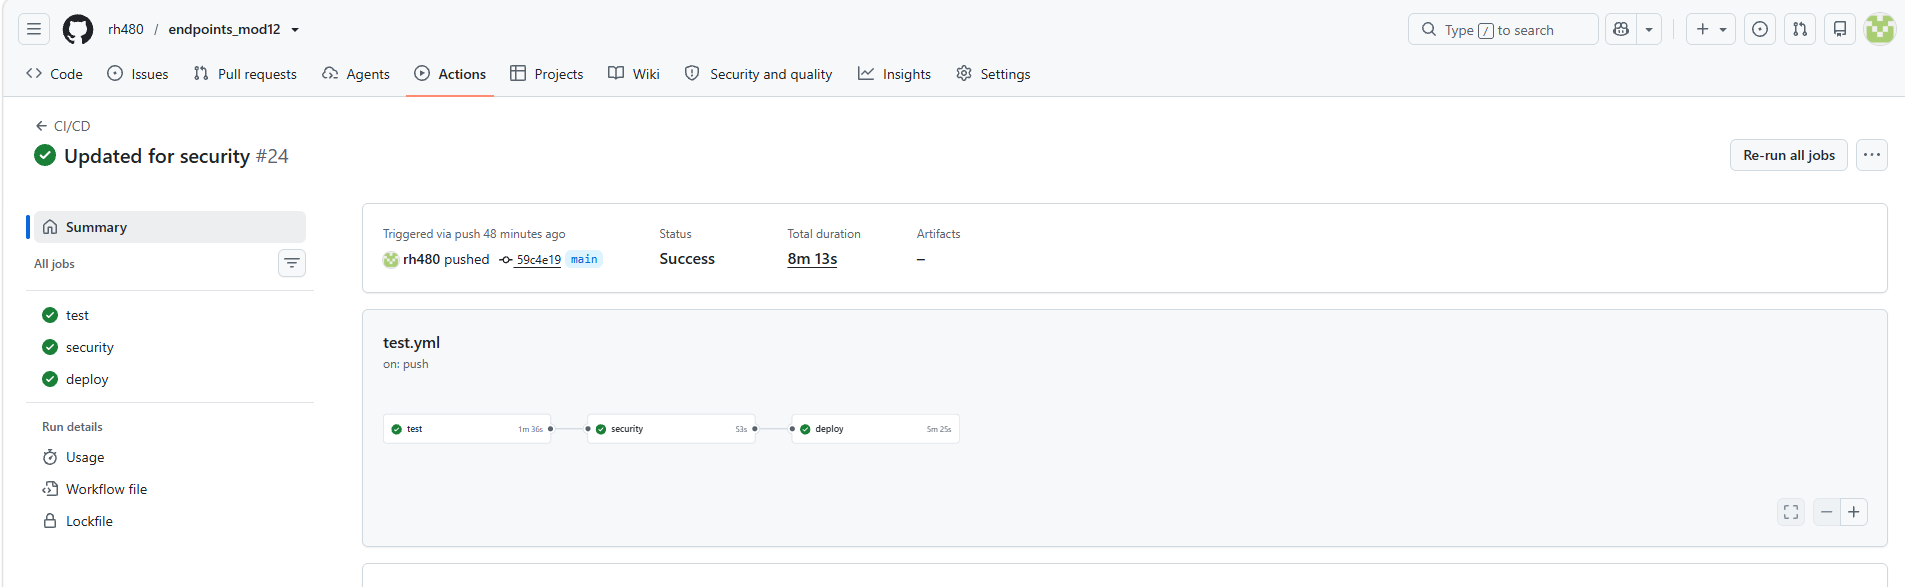 rh480 / endpoints_mod12
Type / to search
Code Issues Pull requests Agents Actions Projects Wiki Security and quality Insights Settings
CI/CD
Updated for security #24
Re-run all jobs
Summary
All jobs
test
security
deploy
Run details
Usage
Workflow file
Lockfile
Triggered via push 48 minutes ago
rh480 pushed 59c4e19 main
Status
Success
Total duration
8m 13s
Artifacts
–
test.yml
on: push
test 1m 36s
security 53s
deploy 5m 25s